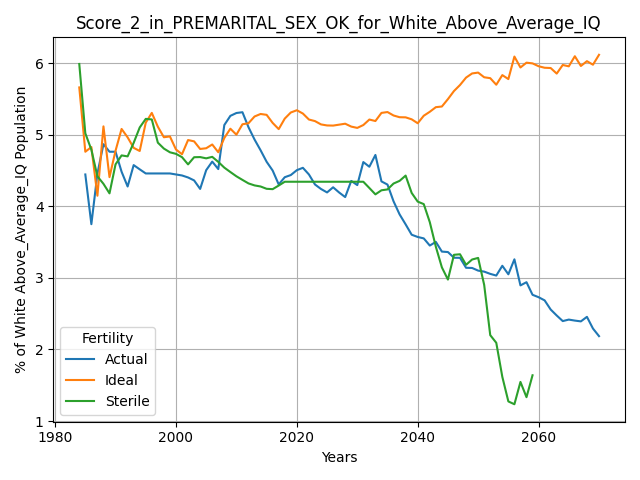 Score_2_in_PREMARITAL_SEX_OK_for_White_Above_Average_IQ
% of White Above_Average_IQ Population
6
5
4
3
2
1
Fertility
Actual
Ideal
Sterile
1980
2000
2020
2040
2060
Years